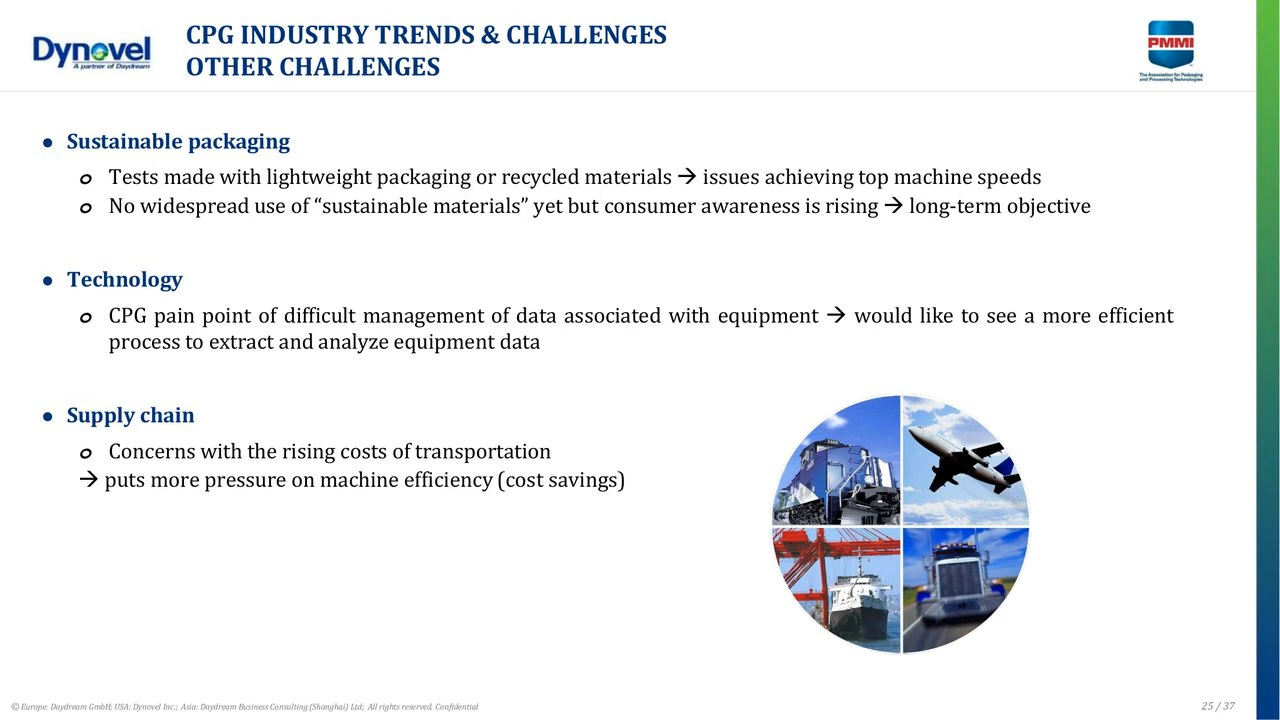 Dynovel
A partner of Daydream
CPG INDUSTRY TRENDS & CHALLENGES
OTHER CHALLENGES
PMMI
The Association for Packaging
and Processing Technologies
● Sustainable packaging
o Tests made with lightweight packaging or recycled materials → issues achieving top machine speeds
o No widespread use of “sustainable materials” yet but consumer awareness is rising → long-term objective
● Technology
o CPG pain point of difficult management of data associated with equipment → would like to see a more efficient
process to extract and analyze equipment data
● Supply chain
o Concerns with the rising costs of transportation
→ puts more pressure on machine efficiency (cost savings)
© Europe: Daydream GmbH; USA: Dynovel Inc.; Asia: Daydream Business Consulting (Shanghai) Ltd; All rights reserved. Confidential
25 / 37